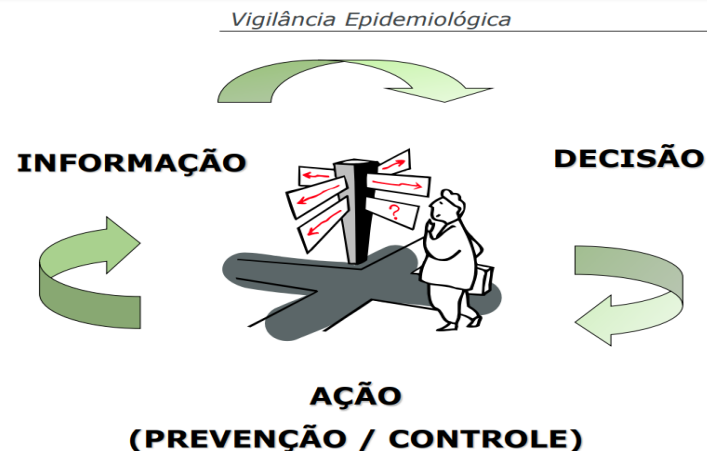 Vigilância Epidemiológica
INFORMAÇÃO
DECISÃO
?
AÇÃO
(PREVENÇÃO / CONTROLE)